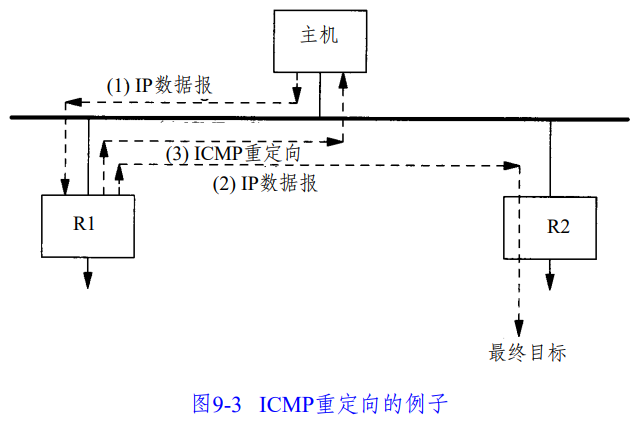 主机
(1) IP数据报
(3) ICMP重定向
(2) IP数据报
R1
R2
最终目标
图9-3 ICMP重定向的例子